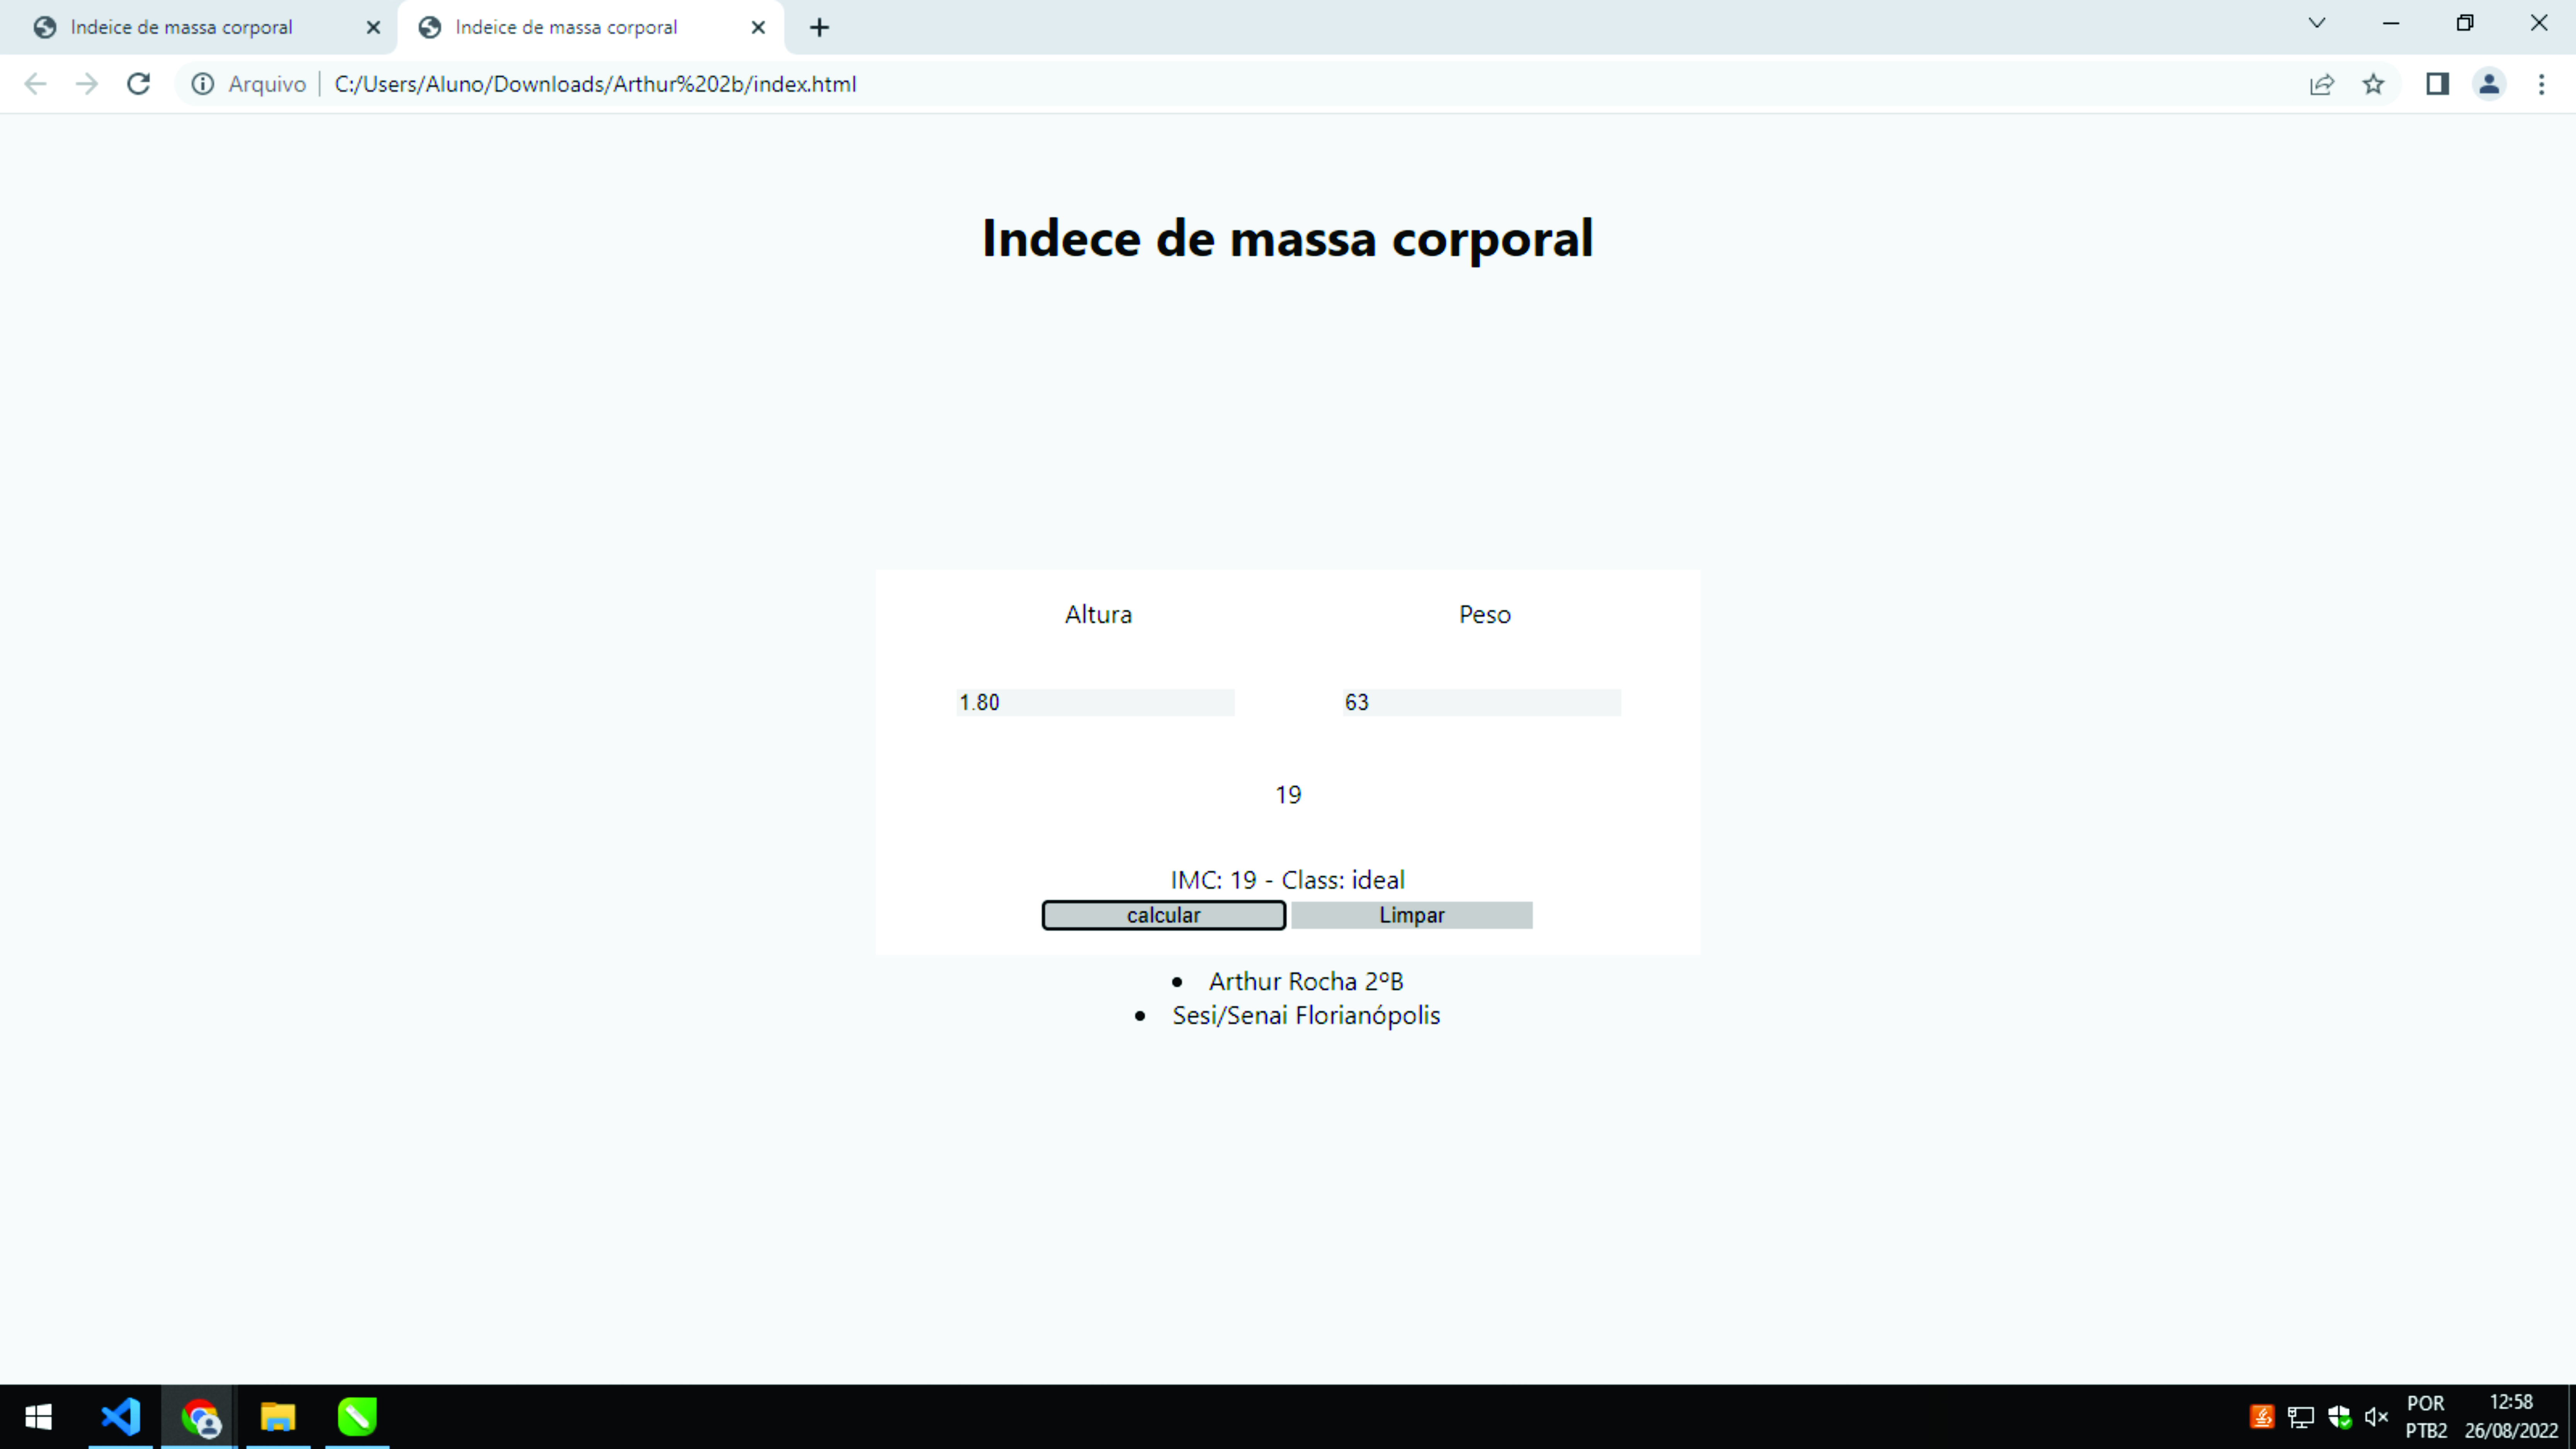 Indeice de massa corporal
Indeice de massa corporal
Arquivo
C:/Users/Aluno/Downloads/Arthur%202b/index.html
Indece de massa corporal
Altura
Peso
1.80
63
19
IMC: 19 - Class: ideal
calcular
Limpar
• Arthur Rocha 2ºB
• Sesi/Senai Florianópolis
POR
PTB2
12:58
26/08/2022